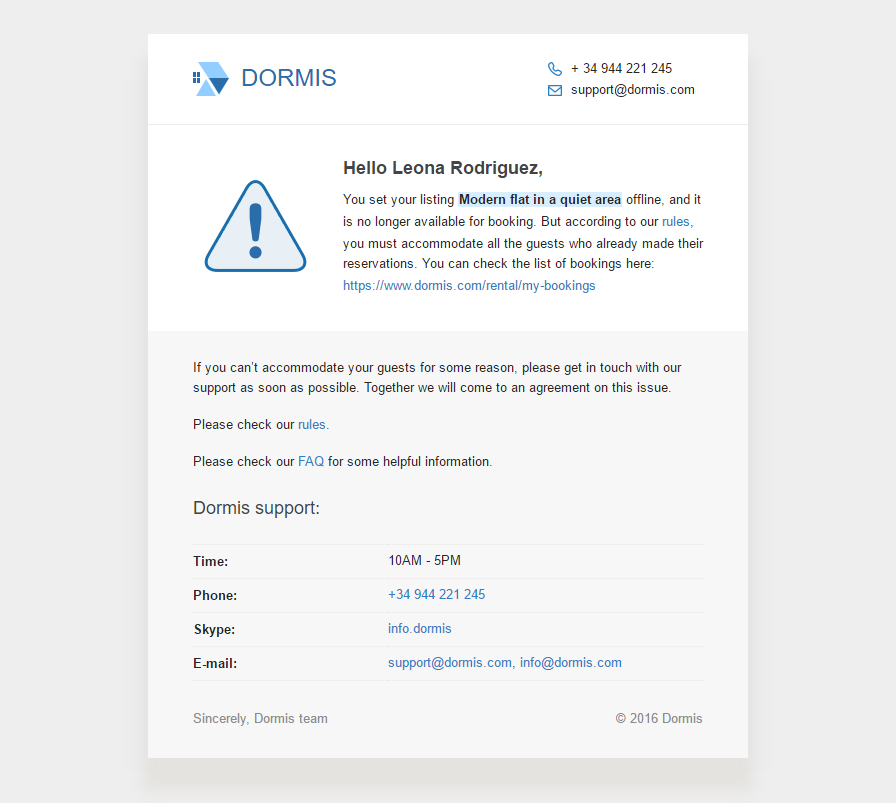 DORMIS
+ 34 944 221 245
support@dormis.com
Hello Leona Rodriguez,
You set your listing Modern flat in a quiet area offline, and it
is no longer available for booking. But according to our rules,
you must accommodate all the guests who already made their
reservations. You can check the list of bookings here:
https://www.dormis.com/rental/my-bookings
If you can't accommodate your guests for some reason, please get in touch with our
support as soon as possible. Together we will come to an agreement on this issue.
Please check our rules.
Please check our FAQ for some helpful information.
Dormis support:
Time: 10AM - 5PM
Phone: +34 944 221 245
Skype: info.dormis
E-mail: support@dormis.com, info@dormis.com
Sincerely, Dormis team © 2016 Dormis